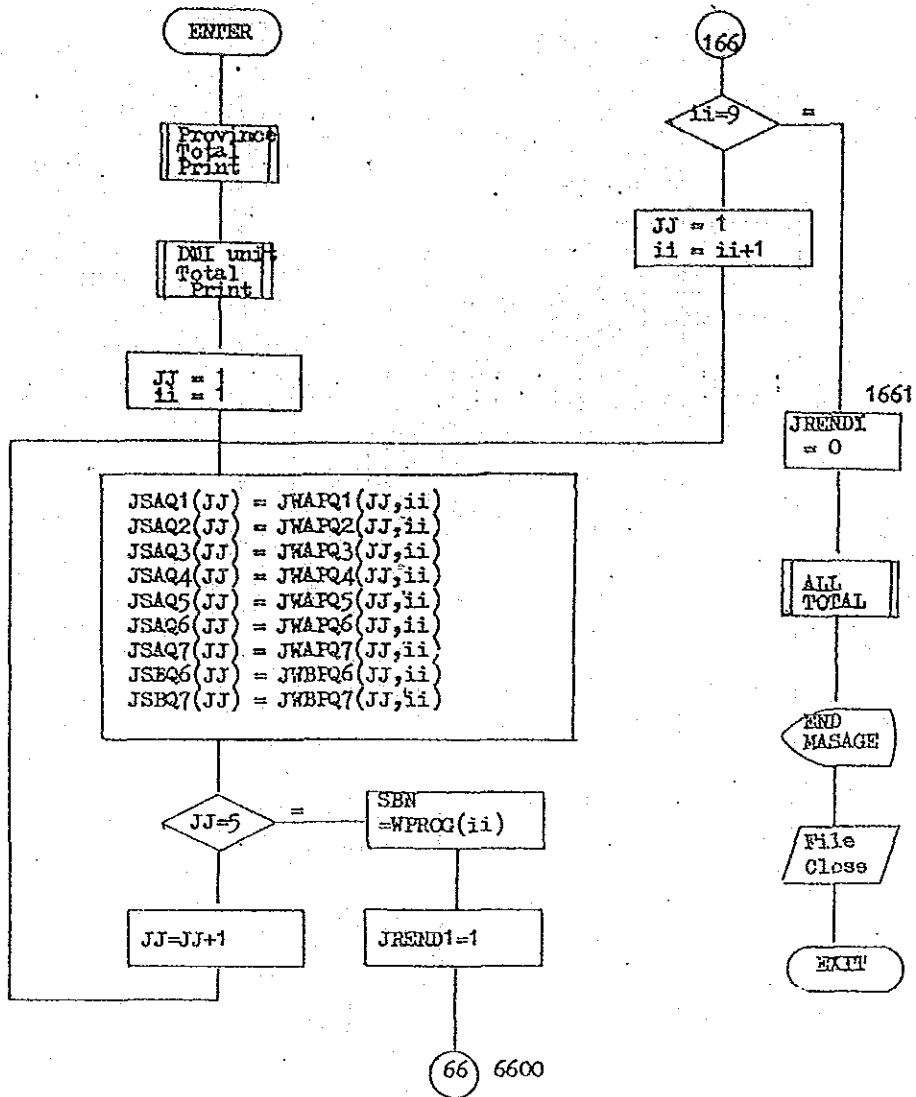 ENTER
Province
Total
Print
DMI unit
Total
Print
JJ = 1
ii = 1
JSAQ1(JJ) = JWAPQ1(JJ,ii)
JSAQ2(JJ) = JWAPQ2(JJ,ii)
JSAQ3(JJ) = JWAPQ3(JJ,ii)
JSAQ4(JJ) = JWAPQ4(JJ,ii)
JSAQ5(JJ) = JWAPQ5(JJ,ii)
JSAQ6(JJ) = JWAPQ6(JJ,ii)
JSAQ7(JJ) = JWAPQ7(JJ,ii)
JSBQ6(JJ) = JWBPQ6(JJ,ii)
JSBQ7(JJ) = JWBPQ7(JJ,ii)
JJ=5
=
SBN
=WPROG(ii)
JJ=JJ+1
JREND1=1
66 6600
166
ii=9
=
JJ = 1
ii = ii+1
1661
JREND1
= 0
ALL
TOTAL
END
MASAGE
File
Close
EXIT